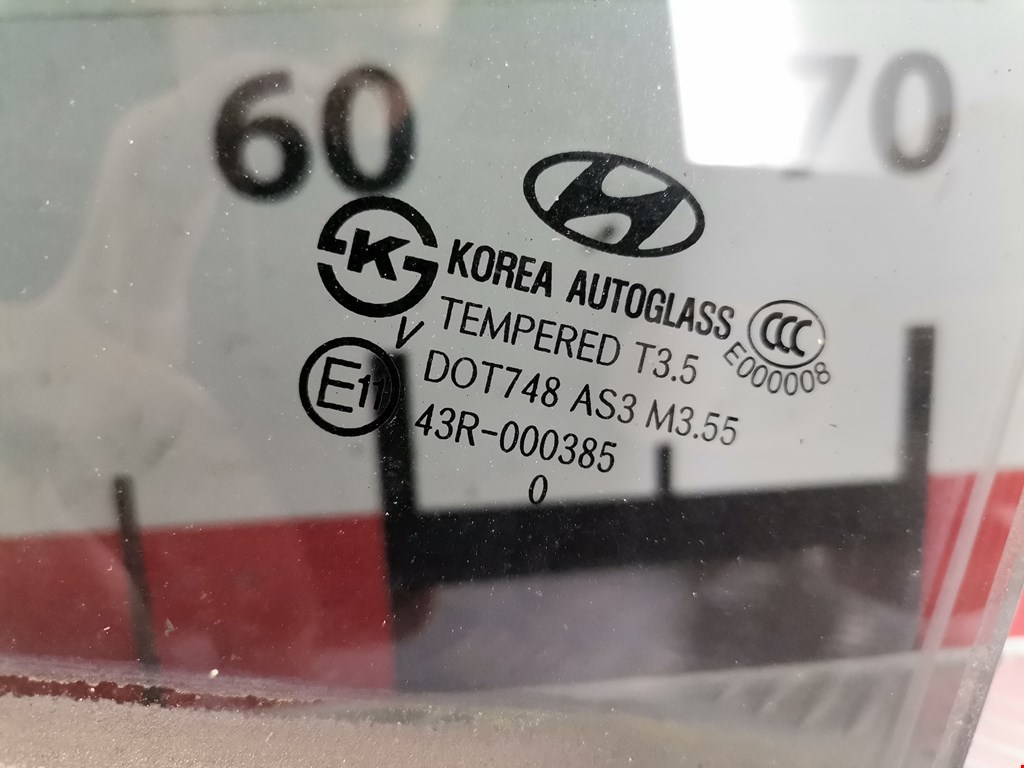 60 70
K
KOREA AUTOGLASS
CCC
E000008
TEMPERED T3.5
V
E11
DOT748 AS3 M3.55
43R-000385
0